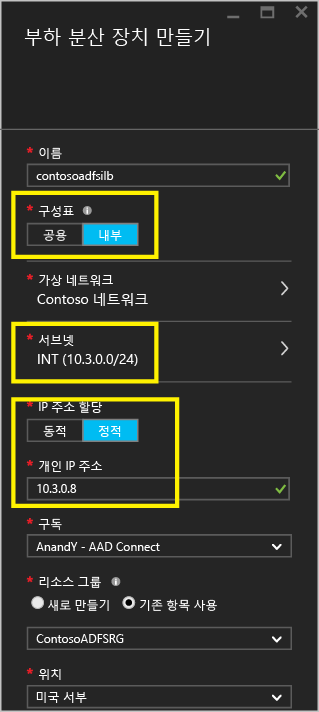 부하 분산 장치 만들기
* 이름
contosoadfsilb
* 구성표
공용 내부
* 가상 네트워크
Contoso 네트워크
* 서브넷
INT (10.3.0.0/24)
* IP 주소 할당
동적 정적
* 개인 IP 주소
10.3.0.8
* 구독
AnandY - AAD Connect
* 리소스 그룹
새로 만들기 기존 항목 사용
ContosoADFSRG
* 위치
미국 서부